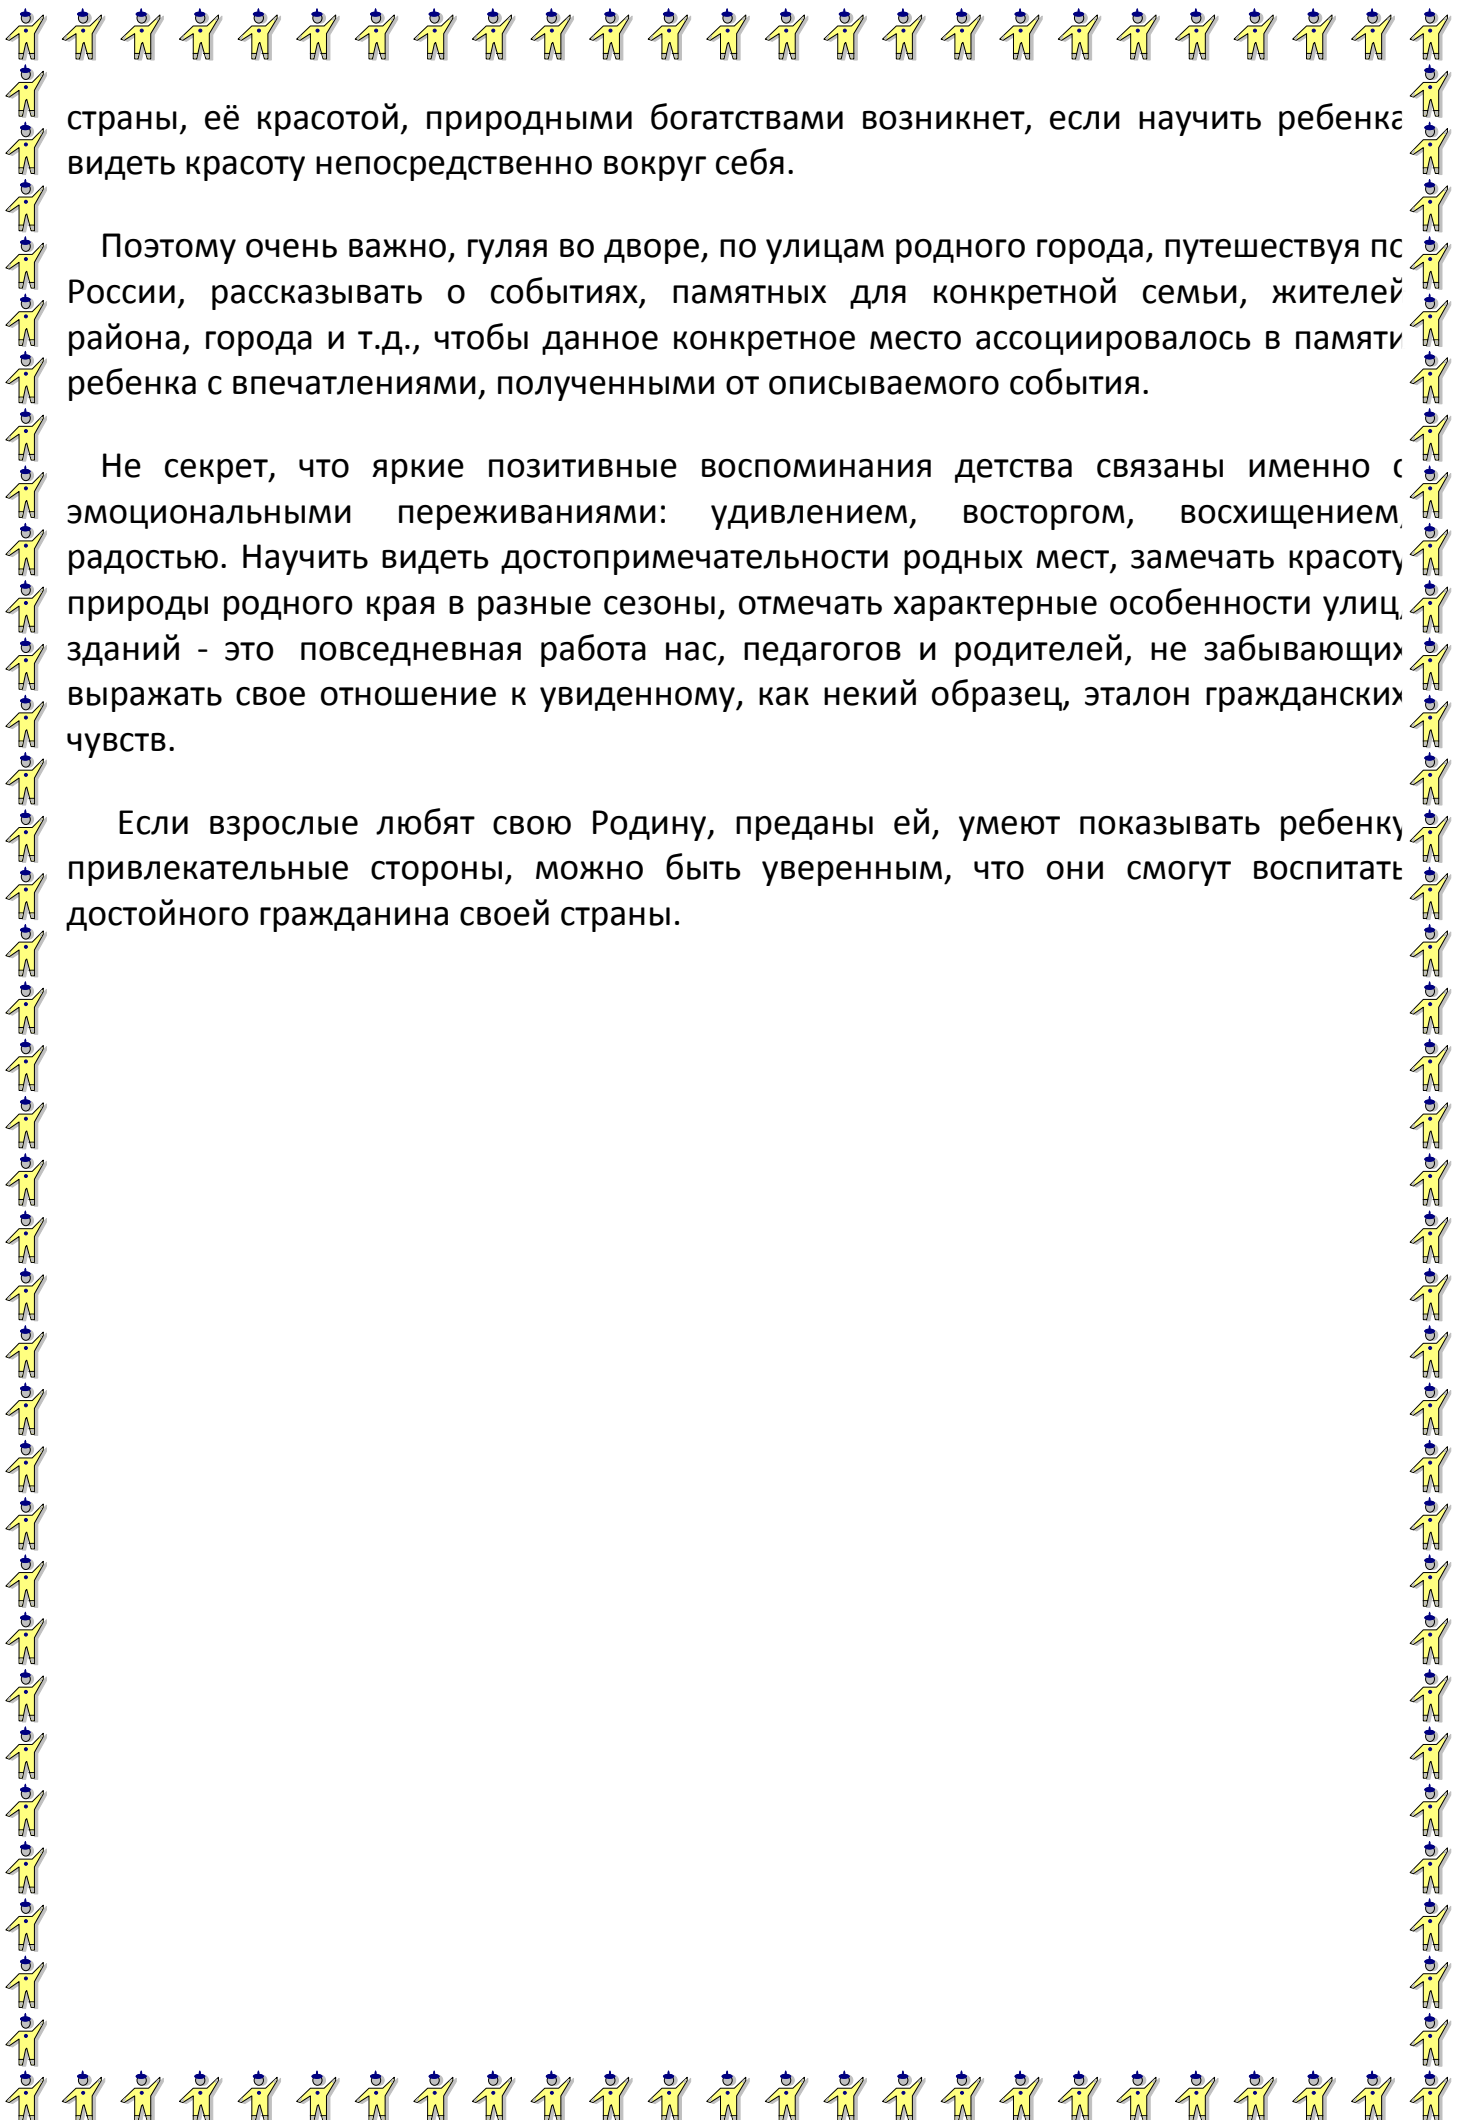 страны, её красотой, природными богатствами возникнет, если научить ребенка
видеть красоту непосредственно вокруг себя.
Поэтому очень важно, гуляя во дворе, по улицам родного города, путешествуя по
России, рассказывать о событиях, памятных для конкретной семьи, жителей
района, города и т.д., чтобы данное конкретное место ассоциировалось в памяти
ребенка с впечатлениями, полученными от описываемого события.
Не секрет, что яркие позитивные воспоминания детства связаны именно с
эмоциональными переживаниями: удивлением, восторгом, восхищением,
радостью. Научить видеть достопримечательности родных мест, замечать красоту
природы родного края в разные сезоны, отмечать характерные особенности улиц,
зданий - это повседневная работа нас, педагогов и родителей, не забывающих
выражать свое отношение к увиденному, как некий образец, эталон гражданских
чувств.
Если взрослые любят свою Родину, преданы ей, умеют показывать ребенку
привлекательные стороны, можно быть уверенным, что они смогут воспитать
достойного гражданина своей страны.